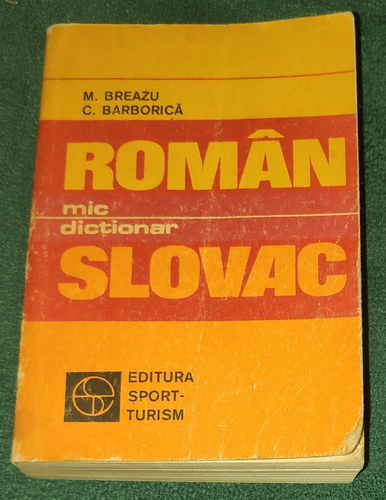 M. BREAZU
C. BARBORICĂ
ROMÂN
mic
dicționar
SLOVAC
EDITURA
SPORT-
TURISM